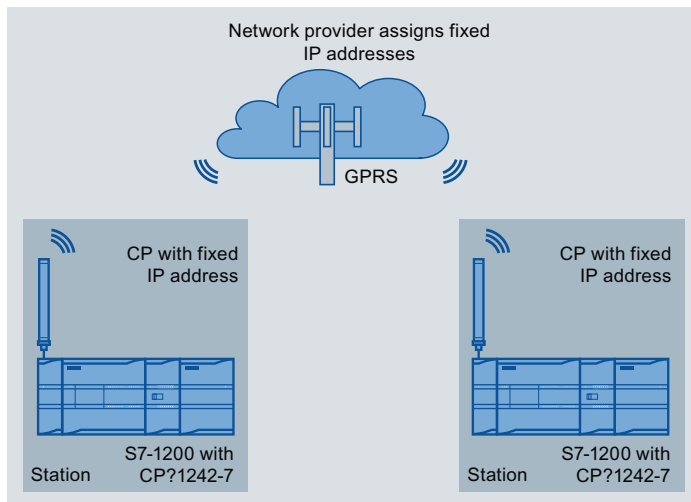 Network provider assigns fixed
IP addresses
GPRS
CP with fixed
IP address
S7-1200 with
CP?1242-7
Station
CP with fixed
IP address
S7-1200 with
CP?1242-7
Station